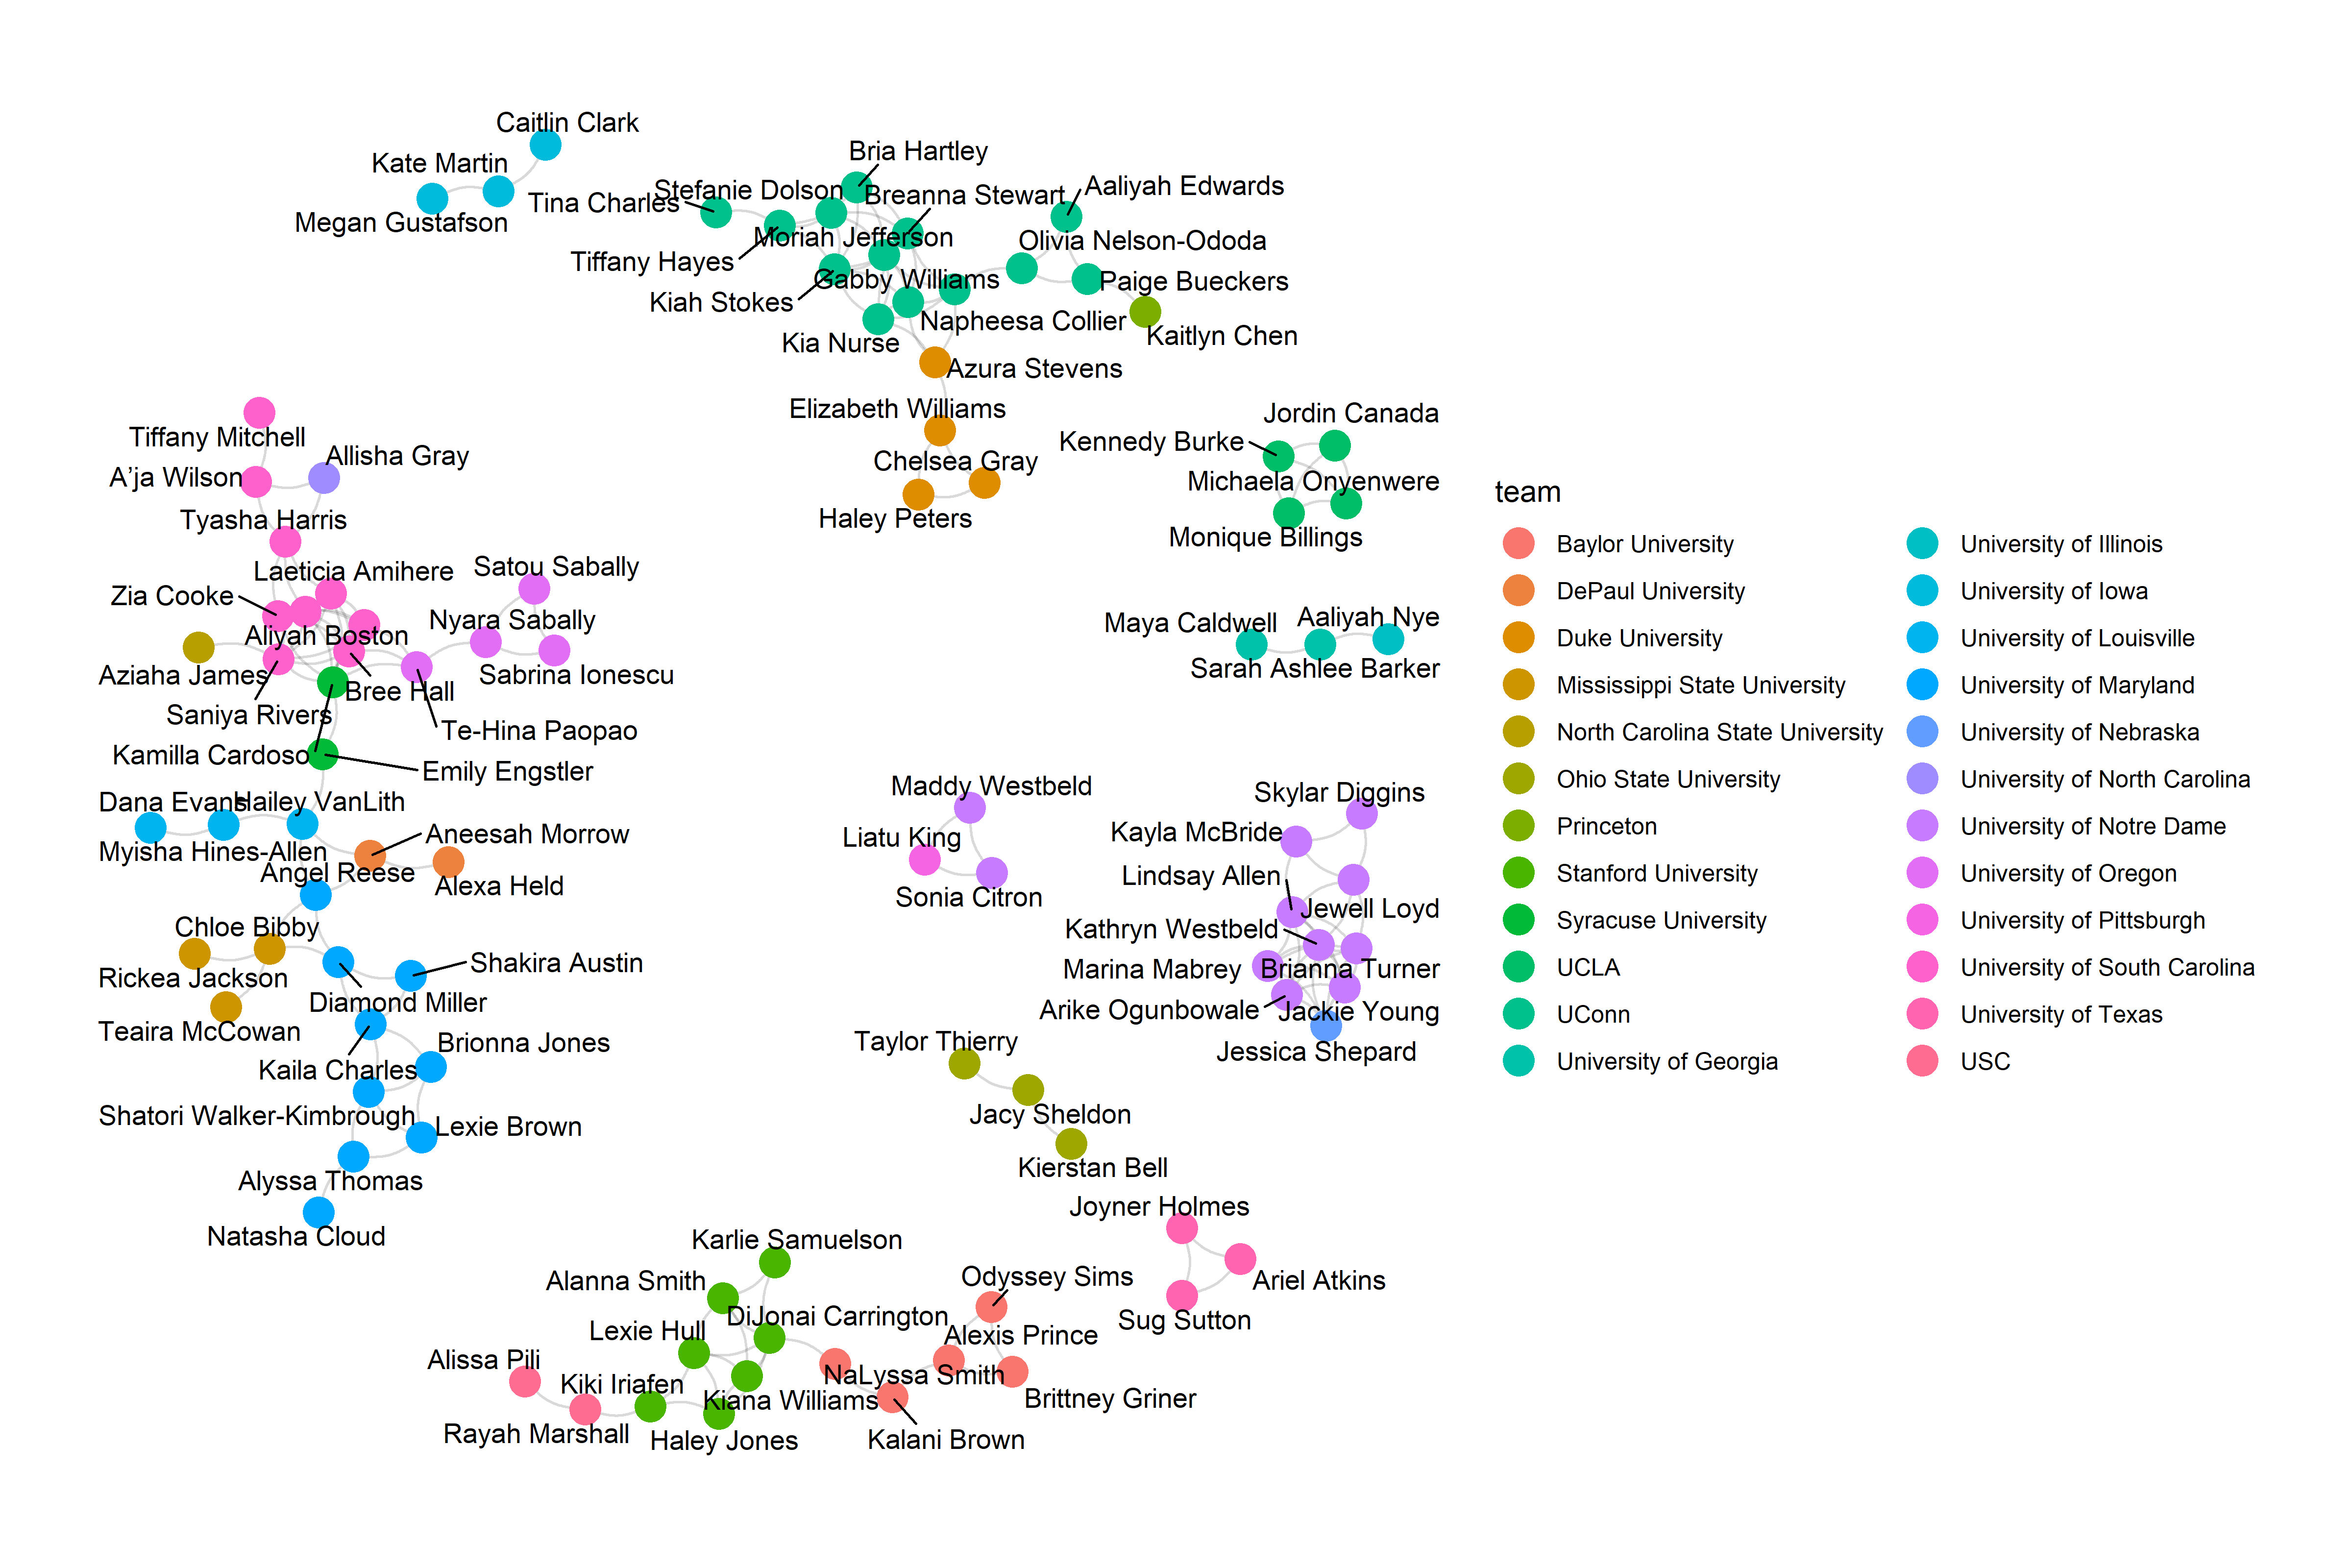 Caitlin Clark
Kate Martin
Megan Gustafson
Bria Hartley
Stefanie Dolson
Breanna Stewart
Tina Charles
Aaliyah Edwards
Moriah Jefferson
Olivia Nelson-Ododa
Tiffany Hayes
Gabby Williams
Paige Bueckers
Kiah Stokes
Napheesa Collier
Kaitlyn Chen
Kia Nurse
Azura Stevens
Elizabeth Williams
Chelsea Gray
Haley Peters
Jordin Canada
Kennedy Burke
Michaela Onyenwere
Monique Billings
Tiffany Mitchell
Allisha Gray
A’ja Wilson
Tyasha Harris
Laeticia Amihere
Satou Sabally
Zia Cooke
Nyara Sabally
Aliyah Boston
Aziaha James
Bree Hall
Sabrina Ionescu
Saniya Rivers
Te-Hina Paopao
Kamilla Cardoso
Emily Engstler
Maya Caldwell
Aaliyah Nye
Sarah Ashlee Barker
Dana Evans
Hailey VanLith
Myisha Hines-Allen
Aneesah Morrow
Angel Reese
Alexa Held
Chloe Bibby
Rickea Jackson
Shakira Austin
Diamond Miller
Teaira McCowan
Brionna Jones
Kaila Charles
Shatori Walker-Kimbrough
Lexie Brown
Alyssa Thomas
Natasha Cloud
Maddy Westbeld
Liatu King
Sonia Citron
Skylar Diggins
Kayla McBride
Lindsay Allen
Jewell Loyd
Kathryn Westbeld
Marina Mabrey
Brianna Turner
Arike Ogunbowale
Jackie Young
Jessica Shepard
Taylor Thierry
Jacy Sheldon
Kierstan Bell
Joyner Holmes
Ariel Atkins
Sug Sutton
Karlie Samuelson
Alanna Smith
Odyssey Sims
DiJonai Carrington
Lexie Hull
Alexis Prince
Alissa Pili
NaLyssa Smith
Kiki Iriafen
Kiana Williams
Brittney Griner
Rayah Marshall
Haley Jones
Kalani Brown
team
Baylor University
DePaul University
Duke University
Mississippi State University
North Carolina State University
Ohio State University
Princeton
Stanford University
Syracuse University
UCLA
UConn
University of Georgia
University of Illinois
University of Iowa
University of Louisville
University of Maryland
University of Nebraska
University of North Carolina
University of Notre Dame
University of Oregon
University of Pittsburgh
University of South Carolina
University of Texas
USC